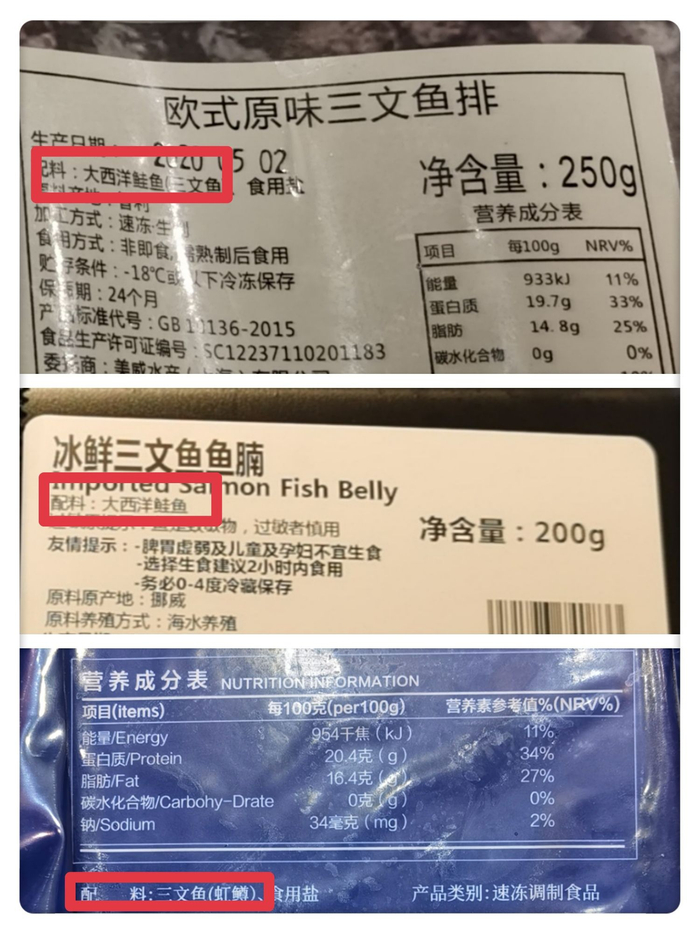 欧式原味三文鱼排
生产日期： 2020 05 02
配料：大西洋鲑鱼(三文鱼)、食用盐
原料产地：智利
加工方式：速冻·生制
食用方式：非即食,需熟制后食用
贮存条件：-18℃或以下冷冻保存
保质期：24个月
产品标准代号：GB 10136-2015
食品生产许可证编号：SC12237110201183
委托商：美威水产
净含量：250g
营养成分表
项目 每100g NRV%
能量 933kJ 11%
蛋白质 19.7g 33%
脂肪 14.8g 25%
碳水化合物 0g 0%
冰鲜三文鱼鱼腩
Imported Salmon Fish Belly
配料：大西洋鲑鱼
，过敏者慎用
友情提示：-脾胃虚弱及儿童及孕妇不宜生食
-选择生食建议2小时内食用
-务必0-4度冷藏保存
原料原产地：挪威
原料养殖方式：海水养殖
净含量：200g
营养成分表 NUTRITION INFORMATION
项目(items) 每100克(per100g) 营养素参考值%(NRV%)
能量/Energy 954千焦（kJ） 11%
蛋白质/Protein 20.4克（g） 34%
脂肪/Fat 16.4克（g） 27%
碳水化合物/Carbohy-Drate 0克（g） 0%
钠/Sodium 34毫克（mg） 2%
配 料:三文鱼(虹鳟)、食用盐 产品类别:速冻调制食品